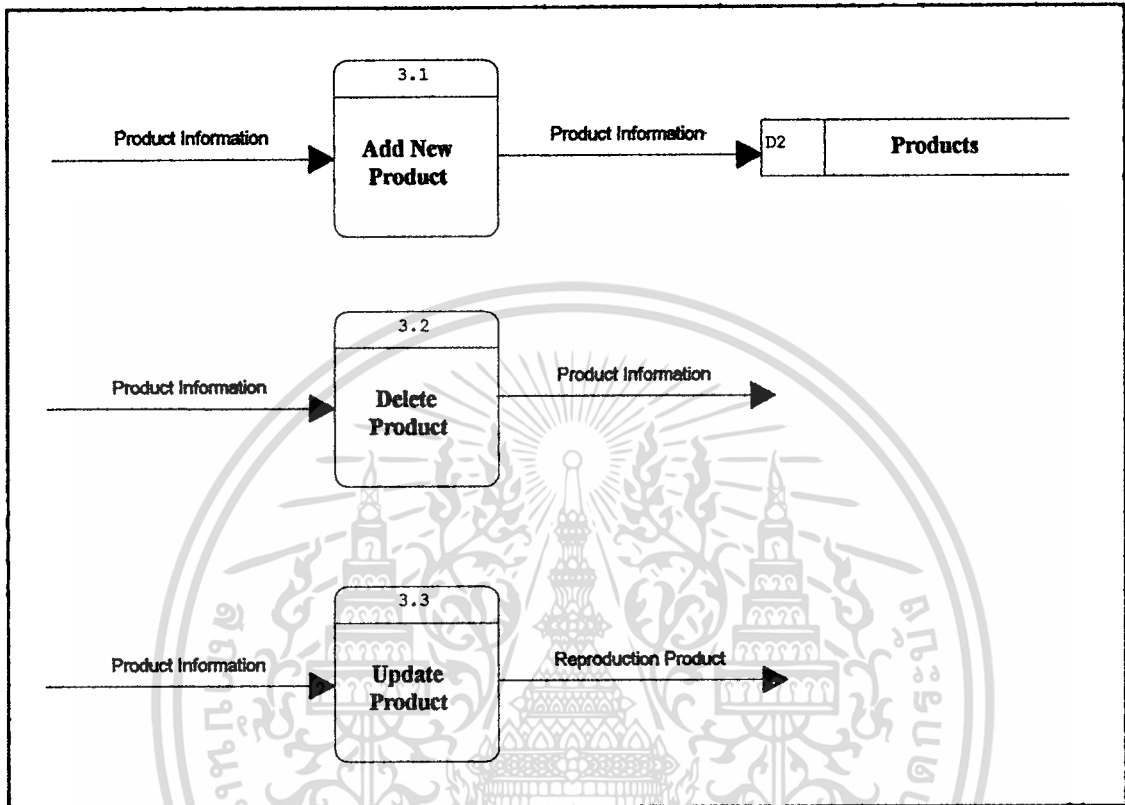 3.1
Product Information
Add New
Product
Product Information
D2
Products
3.2
Product Information
Delete
Product
Product Information
3.3
Product Information
Update
Product
Reproduction Product